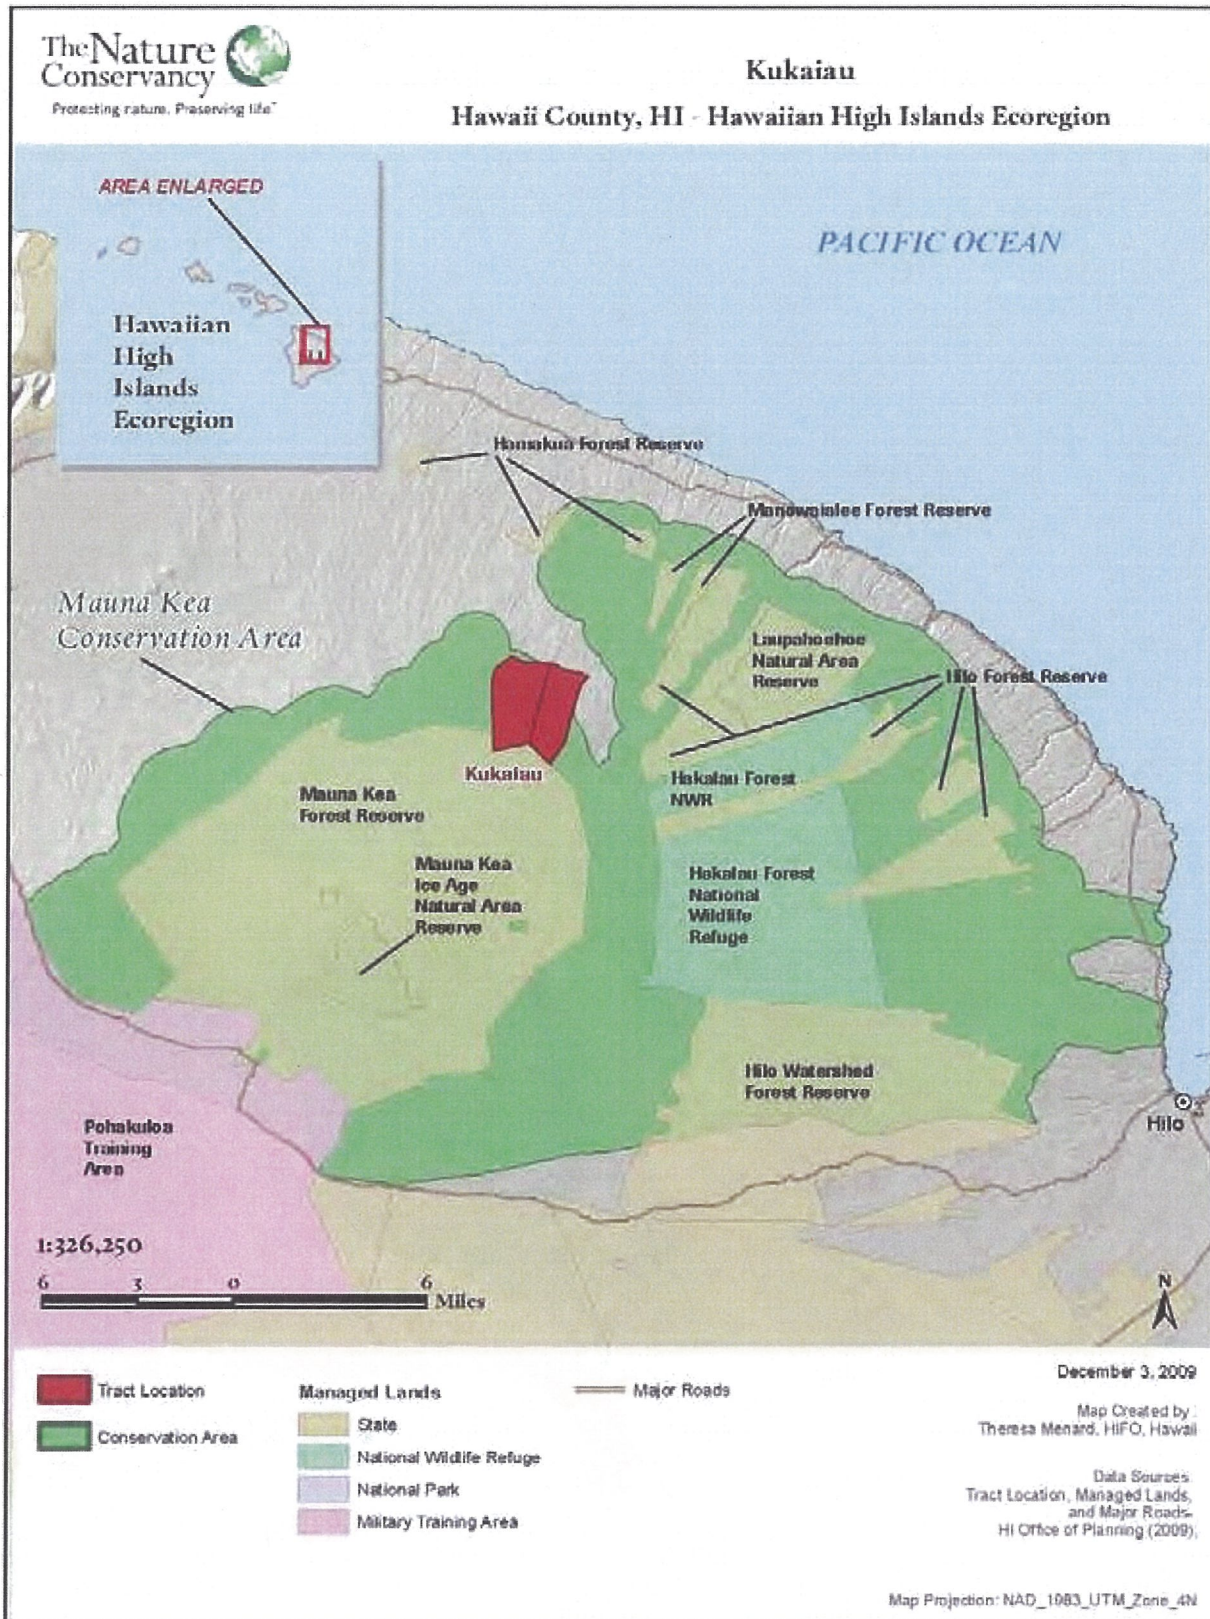 The Nature
Conservancy
Protecting nature. Preserving life™
Kukaiau
Hawaii County, HI - Hawaiian High Islands Ecoregion
AREA ENLARGED
PACIFIC OCEAN
Hawaiian
High
Islands
Ecoregion
Hamakua Forest Reserve
Manowaialee Forest Reserve
Mauna Kea
Conservation Area
Laupahoehoe
Natural Area
Reserve
Hilo Forest Reserve
Kukaiau
Hakalau Forest
NWR
Mauna Kea
Forest Reserve
Mauna Kea
Ice Age
Natural Area
Reserve
Hakalau Forest
National
Wildlife
Refuge
Hilo Watershed
Forest Reserve
Hilo
Pohakuloa
Training
Area
1:326,250
6 3 0 6
Miles
N
Tract Location
Conservation Area
Managed Lands
State
National Wildlife Refuge
National Park
Military Training Area
Major Roads
December 3, 2009
Map Created by:
Theresa Menard, HIFO, Hawaii
Data Sources:
Tract Location, Managed Lands,
and Major Roads-
HI Office of Planning (2009),
Map Projection: NAD_1983_UTM_Zone_4N